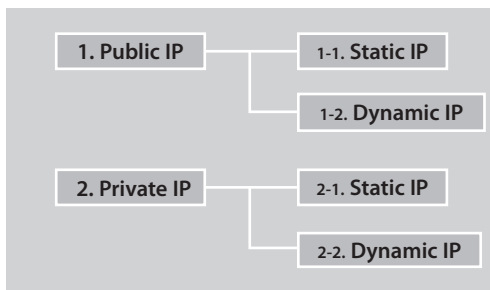 1. Public IP
1-1. Static IP
1-2. Dynamic IP
2. Private IP
2-1. Static IP
2-2. Dynamic IP